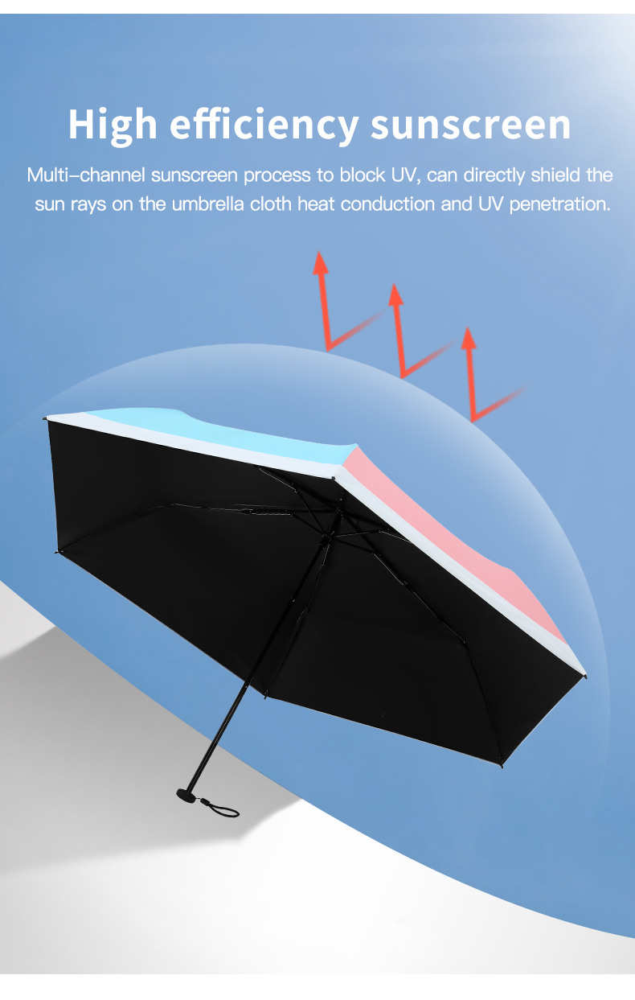 High efficiency sunscreen
Multi-channel sunscreen process to block UV, can directly shield the
sun rays on the umbrella cloth heat conduction and UV penetration.